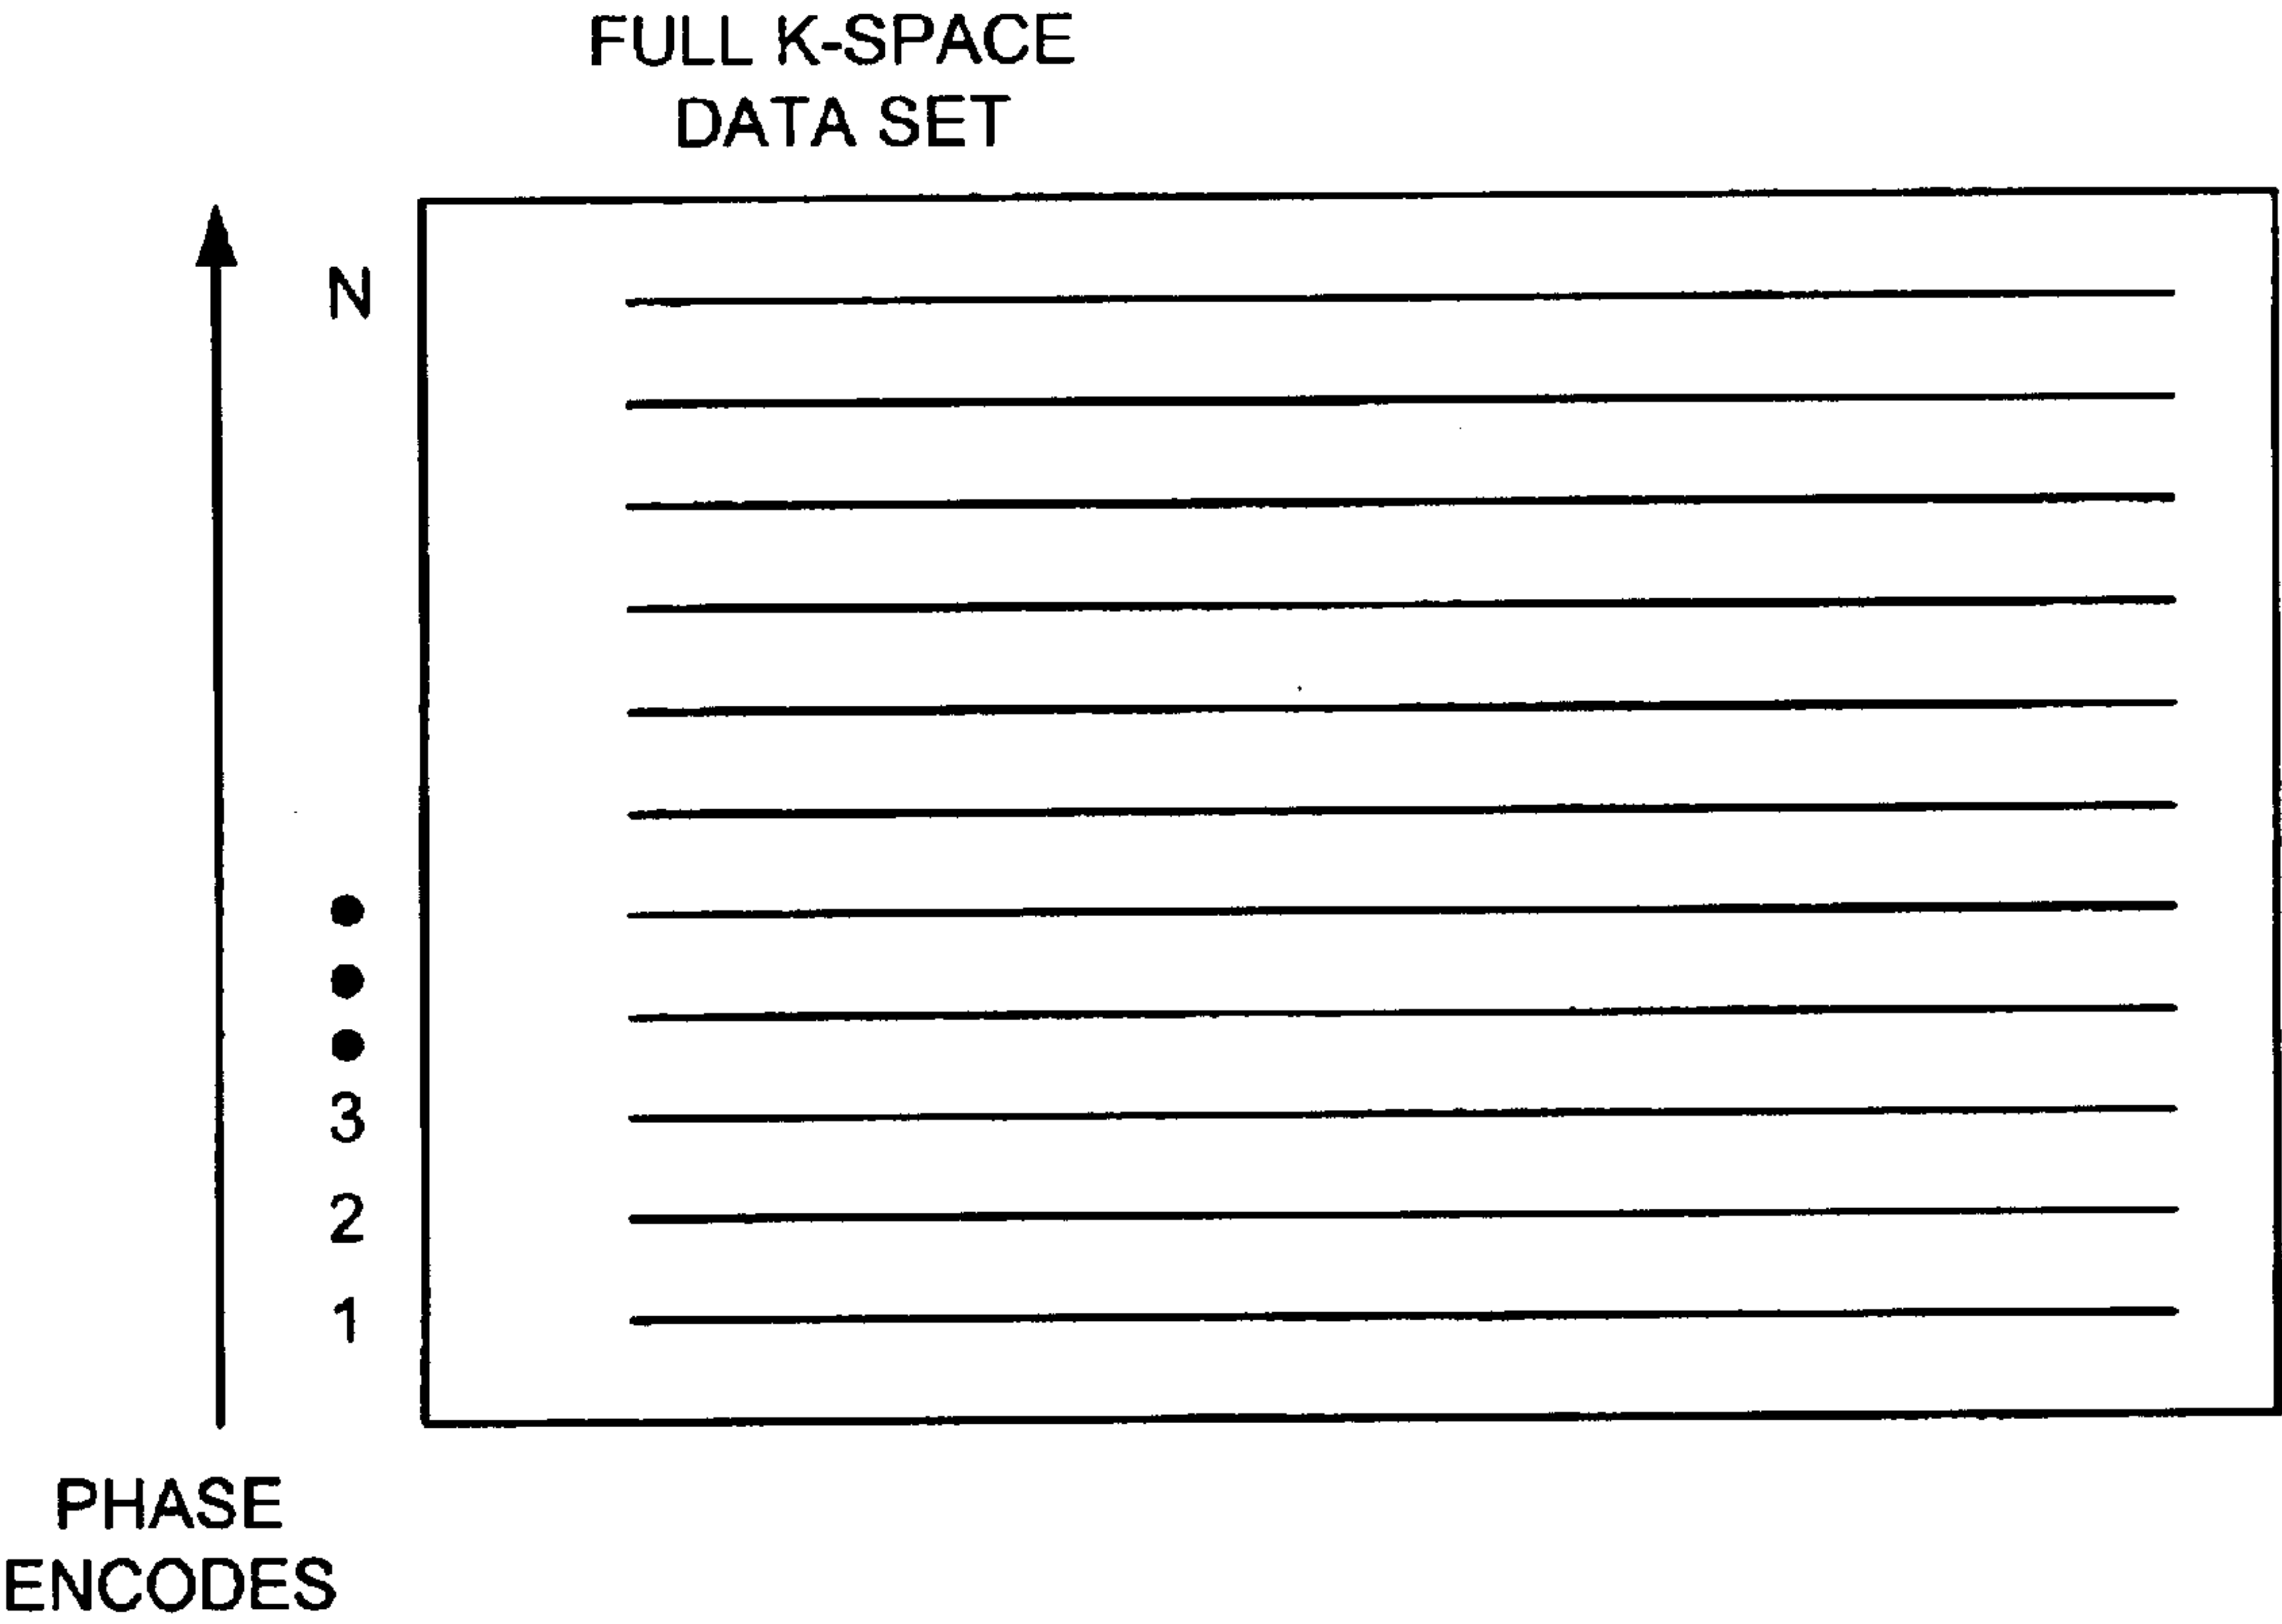 FULL K-SPACE
DATA SET
N
3
2
1
PHASE
ENCODES